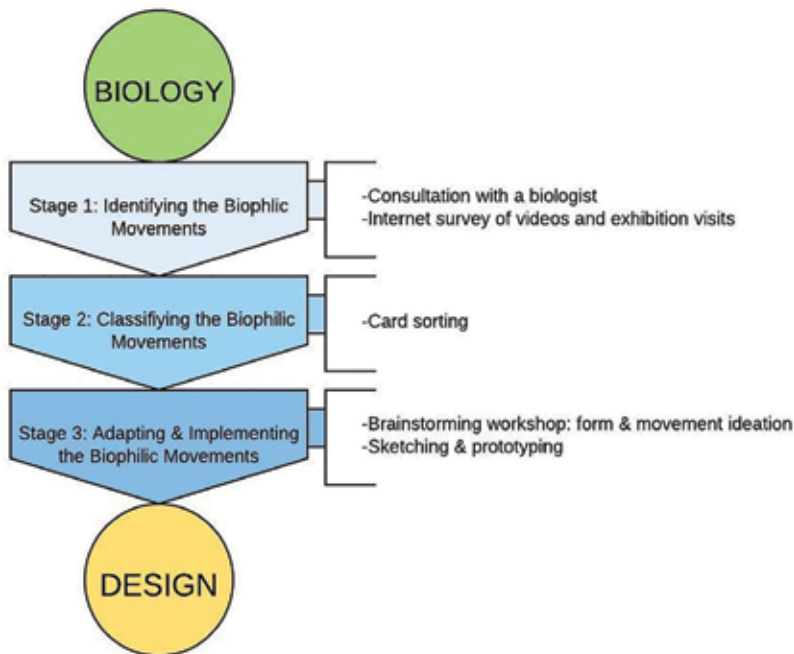 BIOLOGY
Stage 1: Identifying the Biophlic
Movements
-Consultation with a biologist
-Internet survey of videos and exhibition visits
Stage 2: Classifiying the Biophilic
Movements
-Card sorting
Stage 3: Adapting & Implementing
the Biophilic Movements
-Brainstorming workshop: form & movement ideation
-Sketching & prototyping
DESIGN